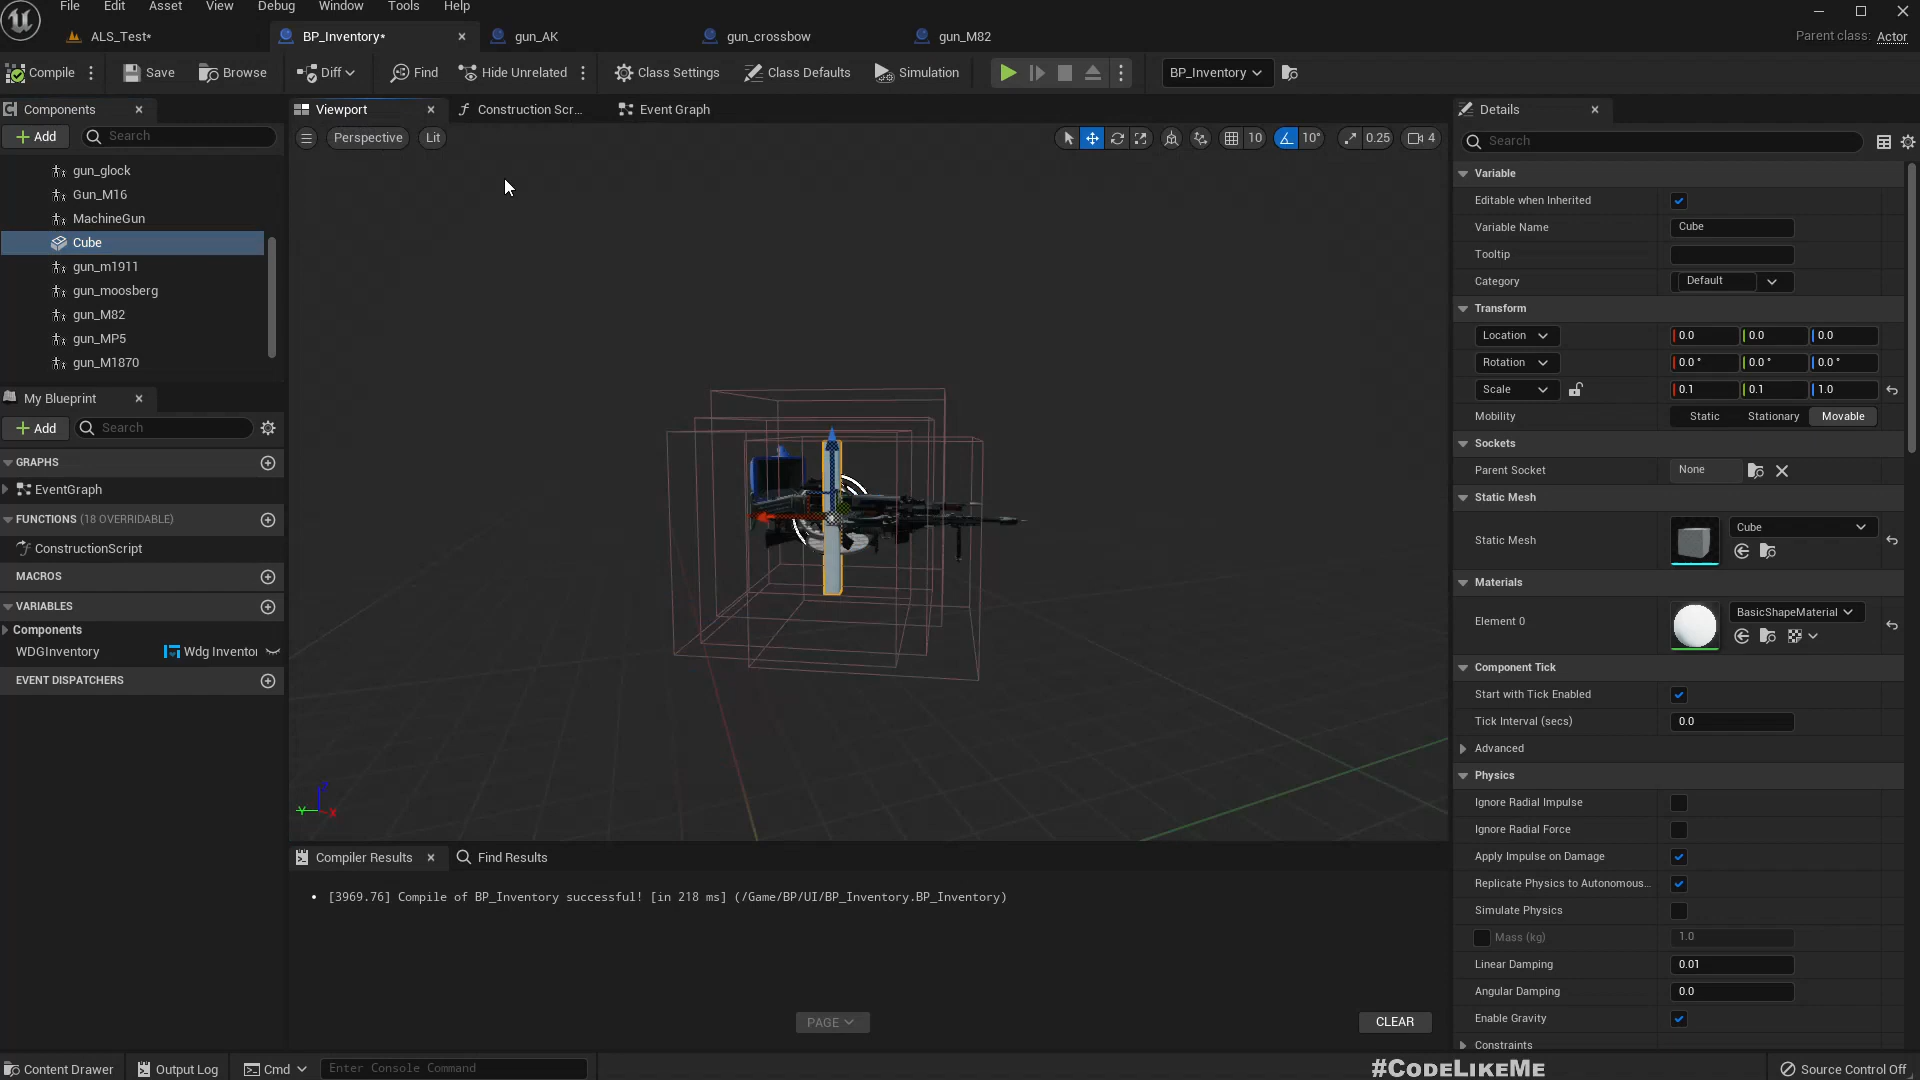 File Edit Asset View Debug Window Tools Help
ALS_Test* BP_Inventory* gun_AK gun_crossbow gun_M82
Parent class: Actor
Compile Save Browse Diff Find Hide Unrelated Class Settings Class Defaults Simulation BP_Inventory
Components
Add Search
gun_glock
Gun_M16
MachineGun
Cube
gun_m1911
gun_moosberg
gun_M82
gun_MP5
gun_M1870
My Blueprint
Add Search
GRAPHS
EventGraph
FUNCTIONS (18 OVERRIDABLE)
ConstructionScript
MACROS
VARIABLES
Components
WDGInventory Wdg Inventor
EVENT DISPATCHERS
Viewport Construction Scr... Event Graph
Perspective Lit 10 10° 0.25 4
Z
Y X
Compiler Results Find Results
• [3969.76] Compile of BP_Inventory successful! [in 218 ms] (/Game/BP/UI/BP_Inventory.BP_Inventory)
PAGE CLEAR
Details
Search
Variable
Editable when Inherited
Variable Name Cube
Tooltip
Category Default
Transform
Location 0.0 0.0 0.0
Rotation 0.0 ° 0.0 ° 0.0 °
Scale 0.1 0.1 1.0
Mobility Static Stationary Movable
Sockets
Parent Socket None
Static Mesh
Static Mesh Cube
Materials
Element 0 BasicShapeMaterial
Component Tick
Start with Tick Enabled
Tick Interval (secs) 0.0
Advanced
Physics
Ignore Radial Impulse
Ignore Radial Force
Apply Impulse on Damage
Replicate Physics to Autonomous...
Simulate Physics
Mass (kg) 1.0
Linear Damping 0.01
Angular Damping 0.0
Enable Gravity
Constraints
Content Drawer Output Log Cmd Enter Console Command
#CodeLikeMe
Source Control Off